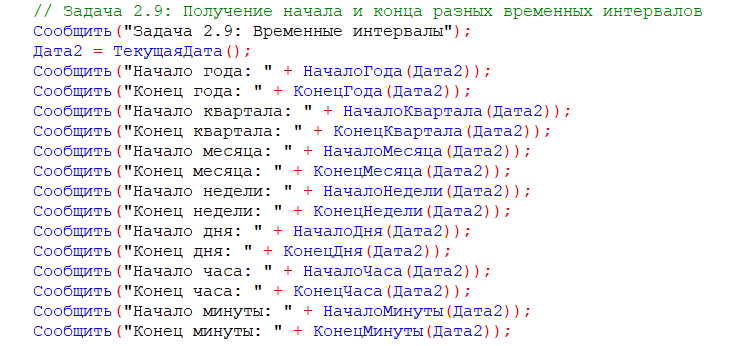 // Задача 2.9: Получение начала и конца разных временных интервалов
Сообщить("Задача 2.9: Временные интервалы");
Дата2 = ТекущаяДата();
Сообщить("Начало года: " + НачалоГода(Дата2));
Сообщить("Конец года: " + КонецГода(Дата2));
Сообщить("Начало квартала: " + НачалоКвартала(Дата2));
Сообщить("Конец квартала: " + КонецКвартала(Дата2));
Сообщить("Начало месяца: " + НачалоМесяца(Дата2));
Сообщить("Конец месяца: " + КонецМесяца(Дата2));
Сообщить("Начало недели: " + НачалоНедели(Дата2));
Сообщить("Конец недели: " + КонецНедели(Дата2));
Сообщить("Начало дня: " + НачалоДня(Дата2));
Сообщить("Конец дня: " + КонецДня(Дата2));
Сообщить("Начало часа: " + НачалоЧаса(Дата2));
Сообщить("Конец часа: " + КонецЧаса(Дата2));
Сообщить("Начало минуты: " + НачалоМинуты(Дата2));
Сообщить("Конец минуты: " + КонецМинуты(Дата2));